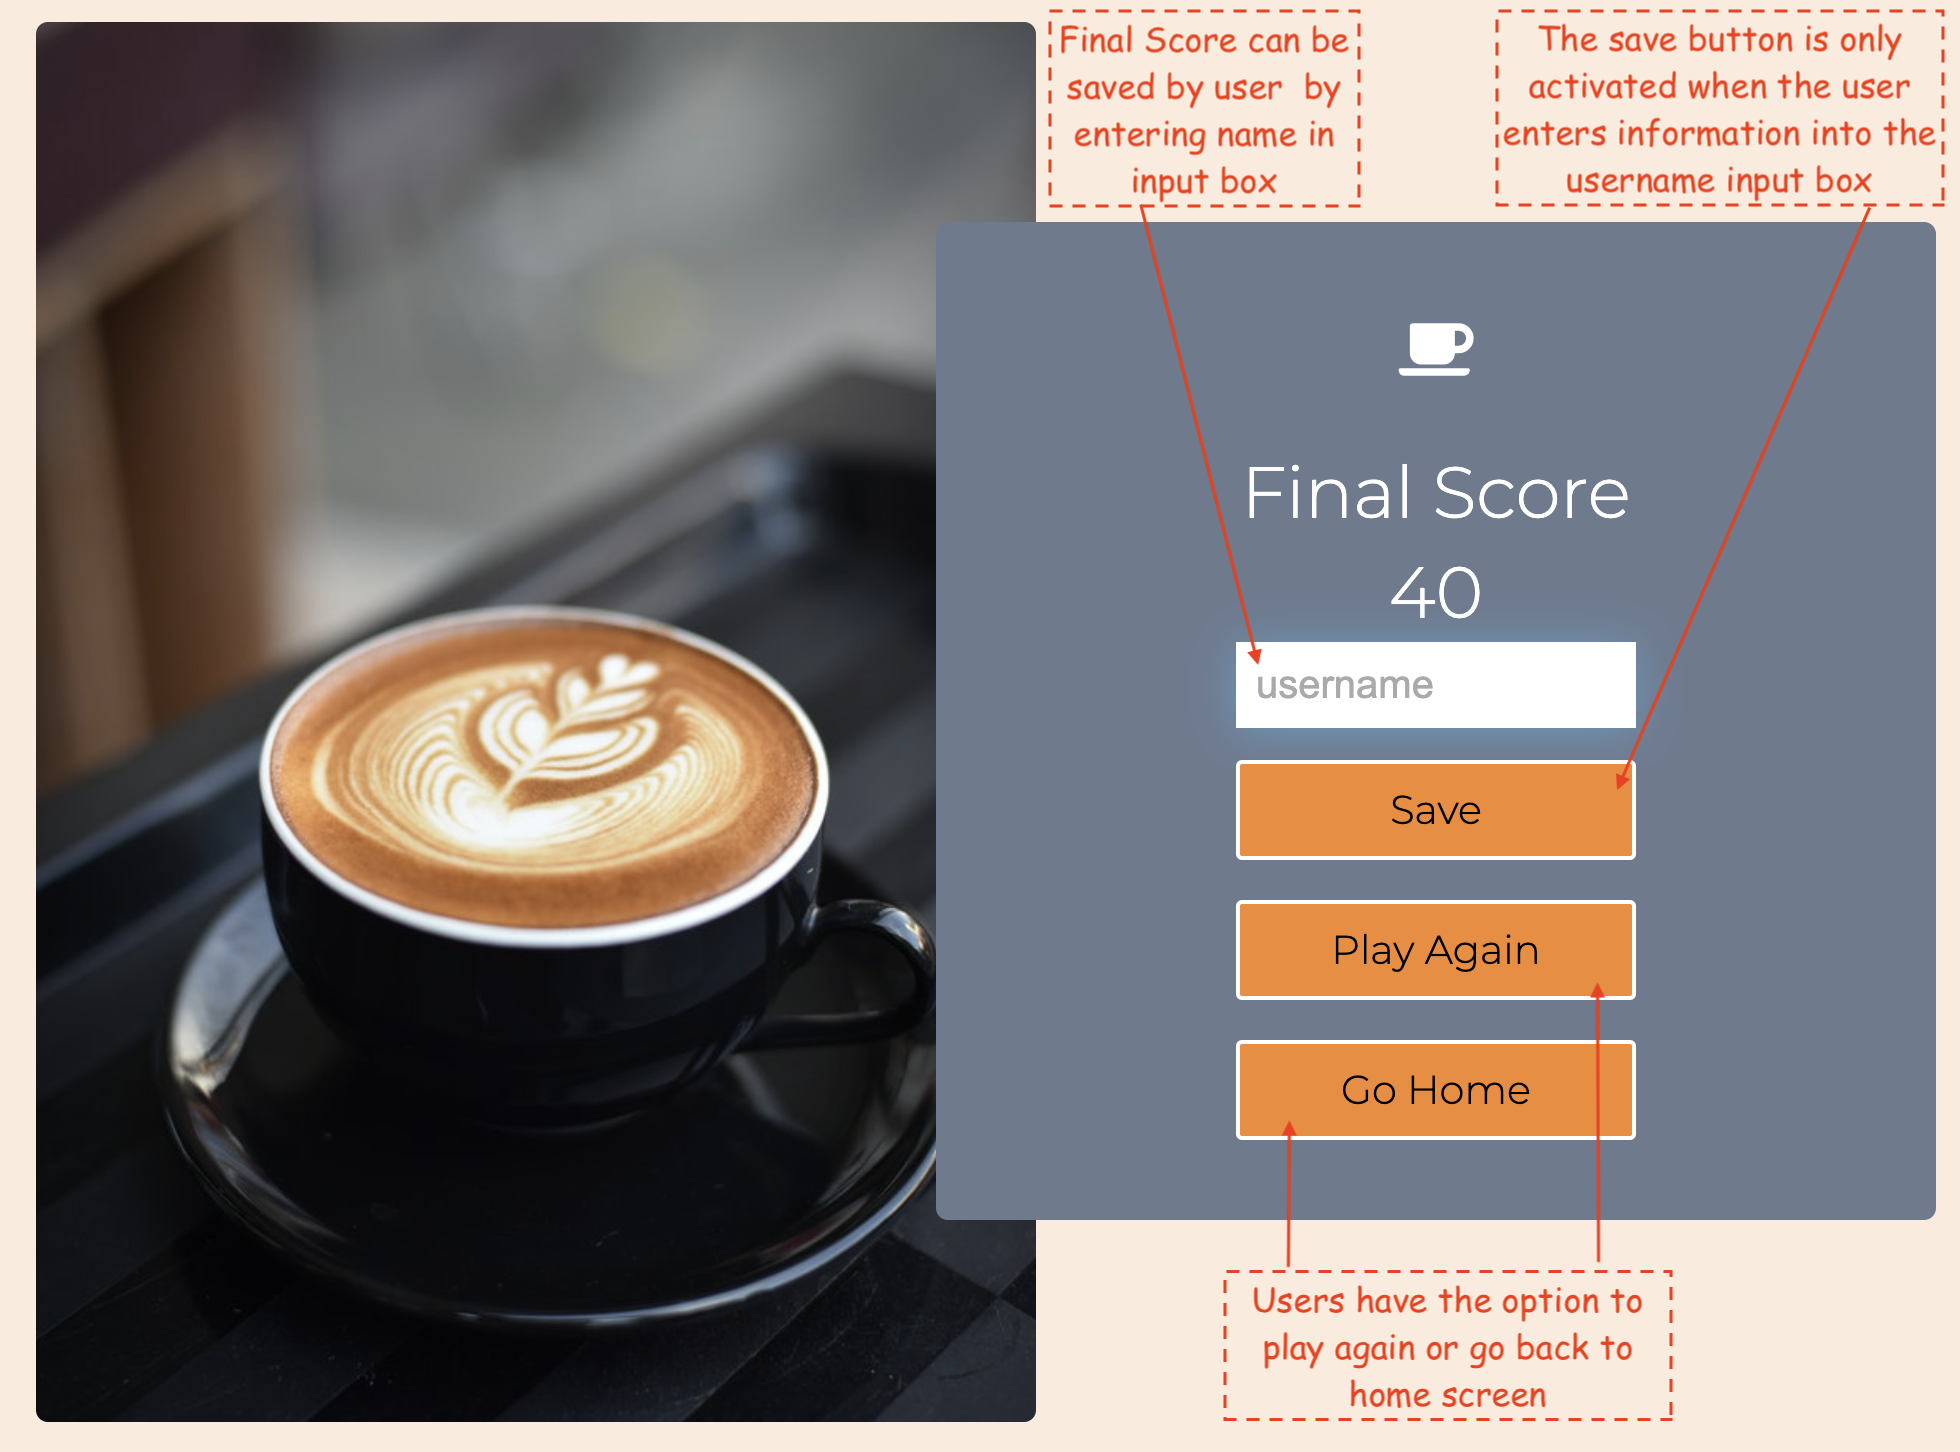 Final Score can be
saved by user  by
entering name in
input box
The save button is only
activated when the user
enters information into the
username input box
Final Score
40
username
Save
Play Again
Go Home
Users have the option to
play again or go back to
home screen